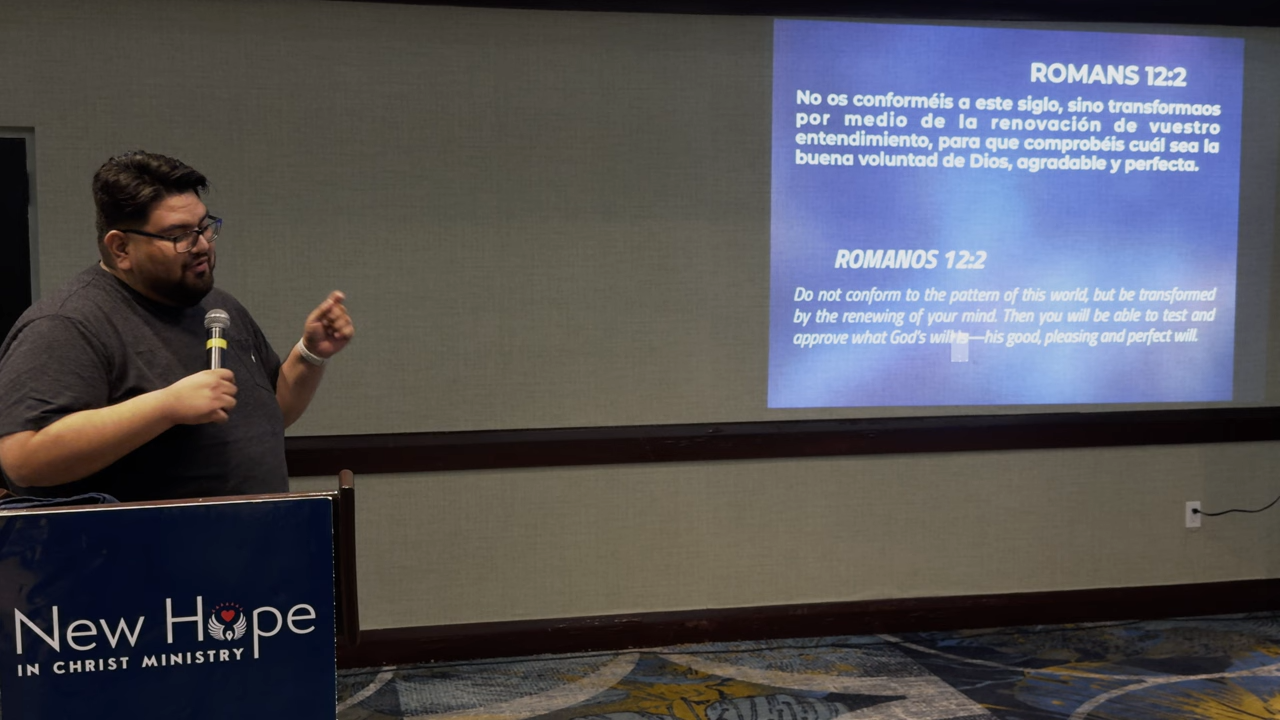 ROMANS 12:2
No os conforméis a este siglo, sino transformaos
por medio de la renovación de vuestro
entendimiento, para que comprobéis cuál sea la
buena voluntad de Dios, agradable y perfecta.
ROMANOS 12:2
Do not conform to the pattern of this world, but be transformed
by the renewing of your mind. Then you will be able to test and
approve what God's will is—his good, pleasing and perfect will.
New Hope
IN CHRIST MINISTRY